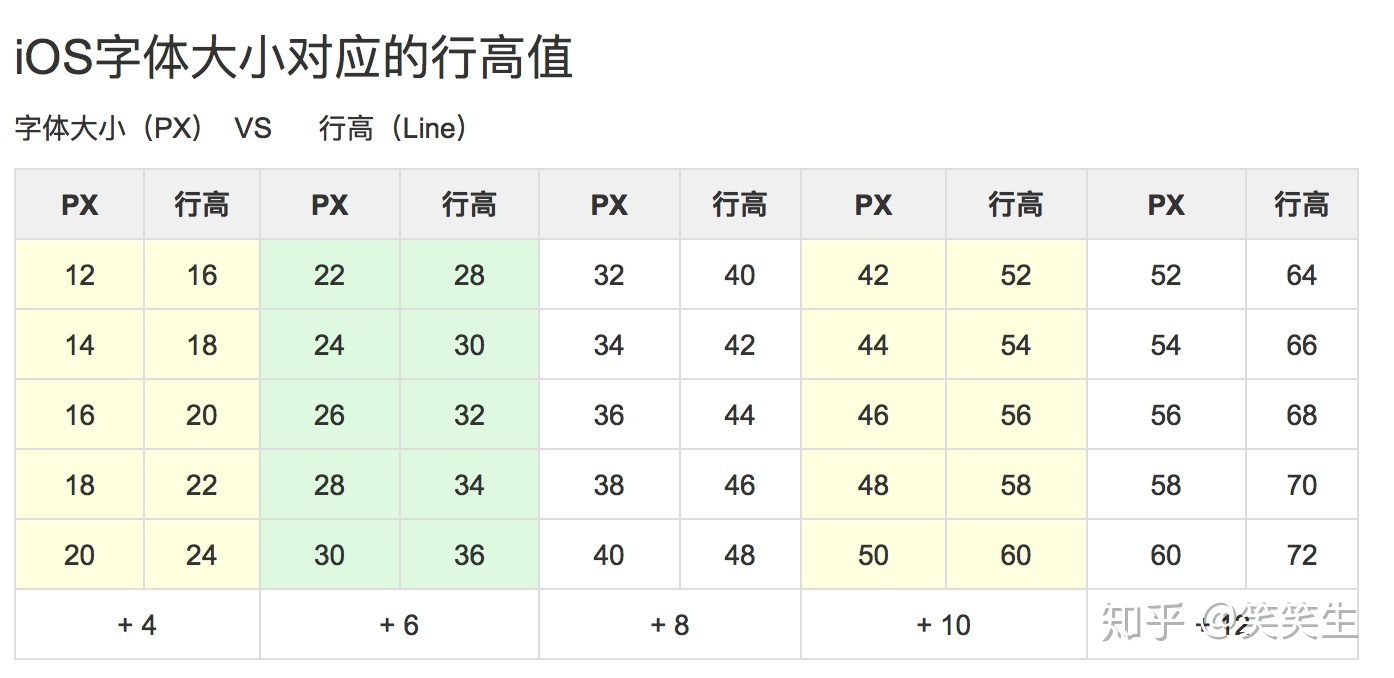 iOS字体大小对应的行高值
字体大小（PX） VS 行高（Line）
PX 行高 PX 行高 PX 行高 PX 行高 PX 行高
12 16 22 28 32 40 42 52 52 64
14 18 24 30 34 42 44 54 54 66
16 20 26 32 36 44 46 56 56 68
18 22 28 34 38 46 48 58 58 70
20 24 30 36 40 48 50 60 60 72
+ 4 + 6 + 8 + 10 + 12
知乎 @笑笑生